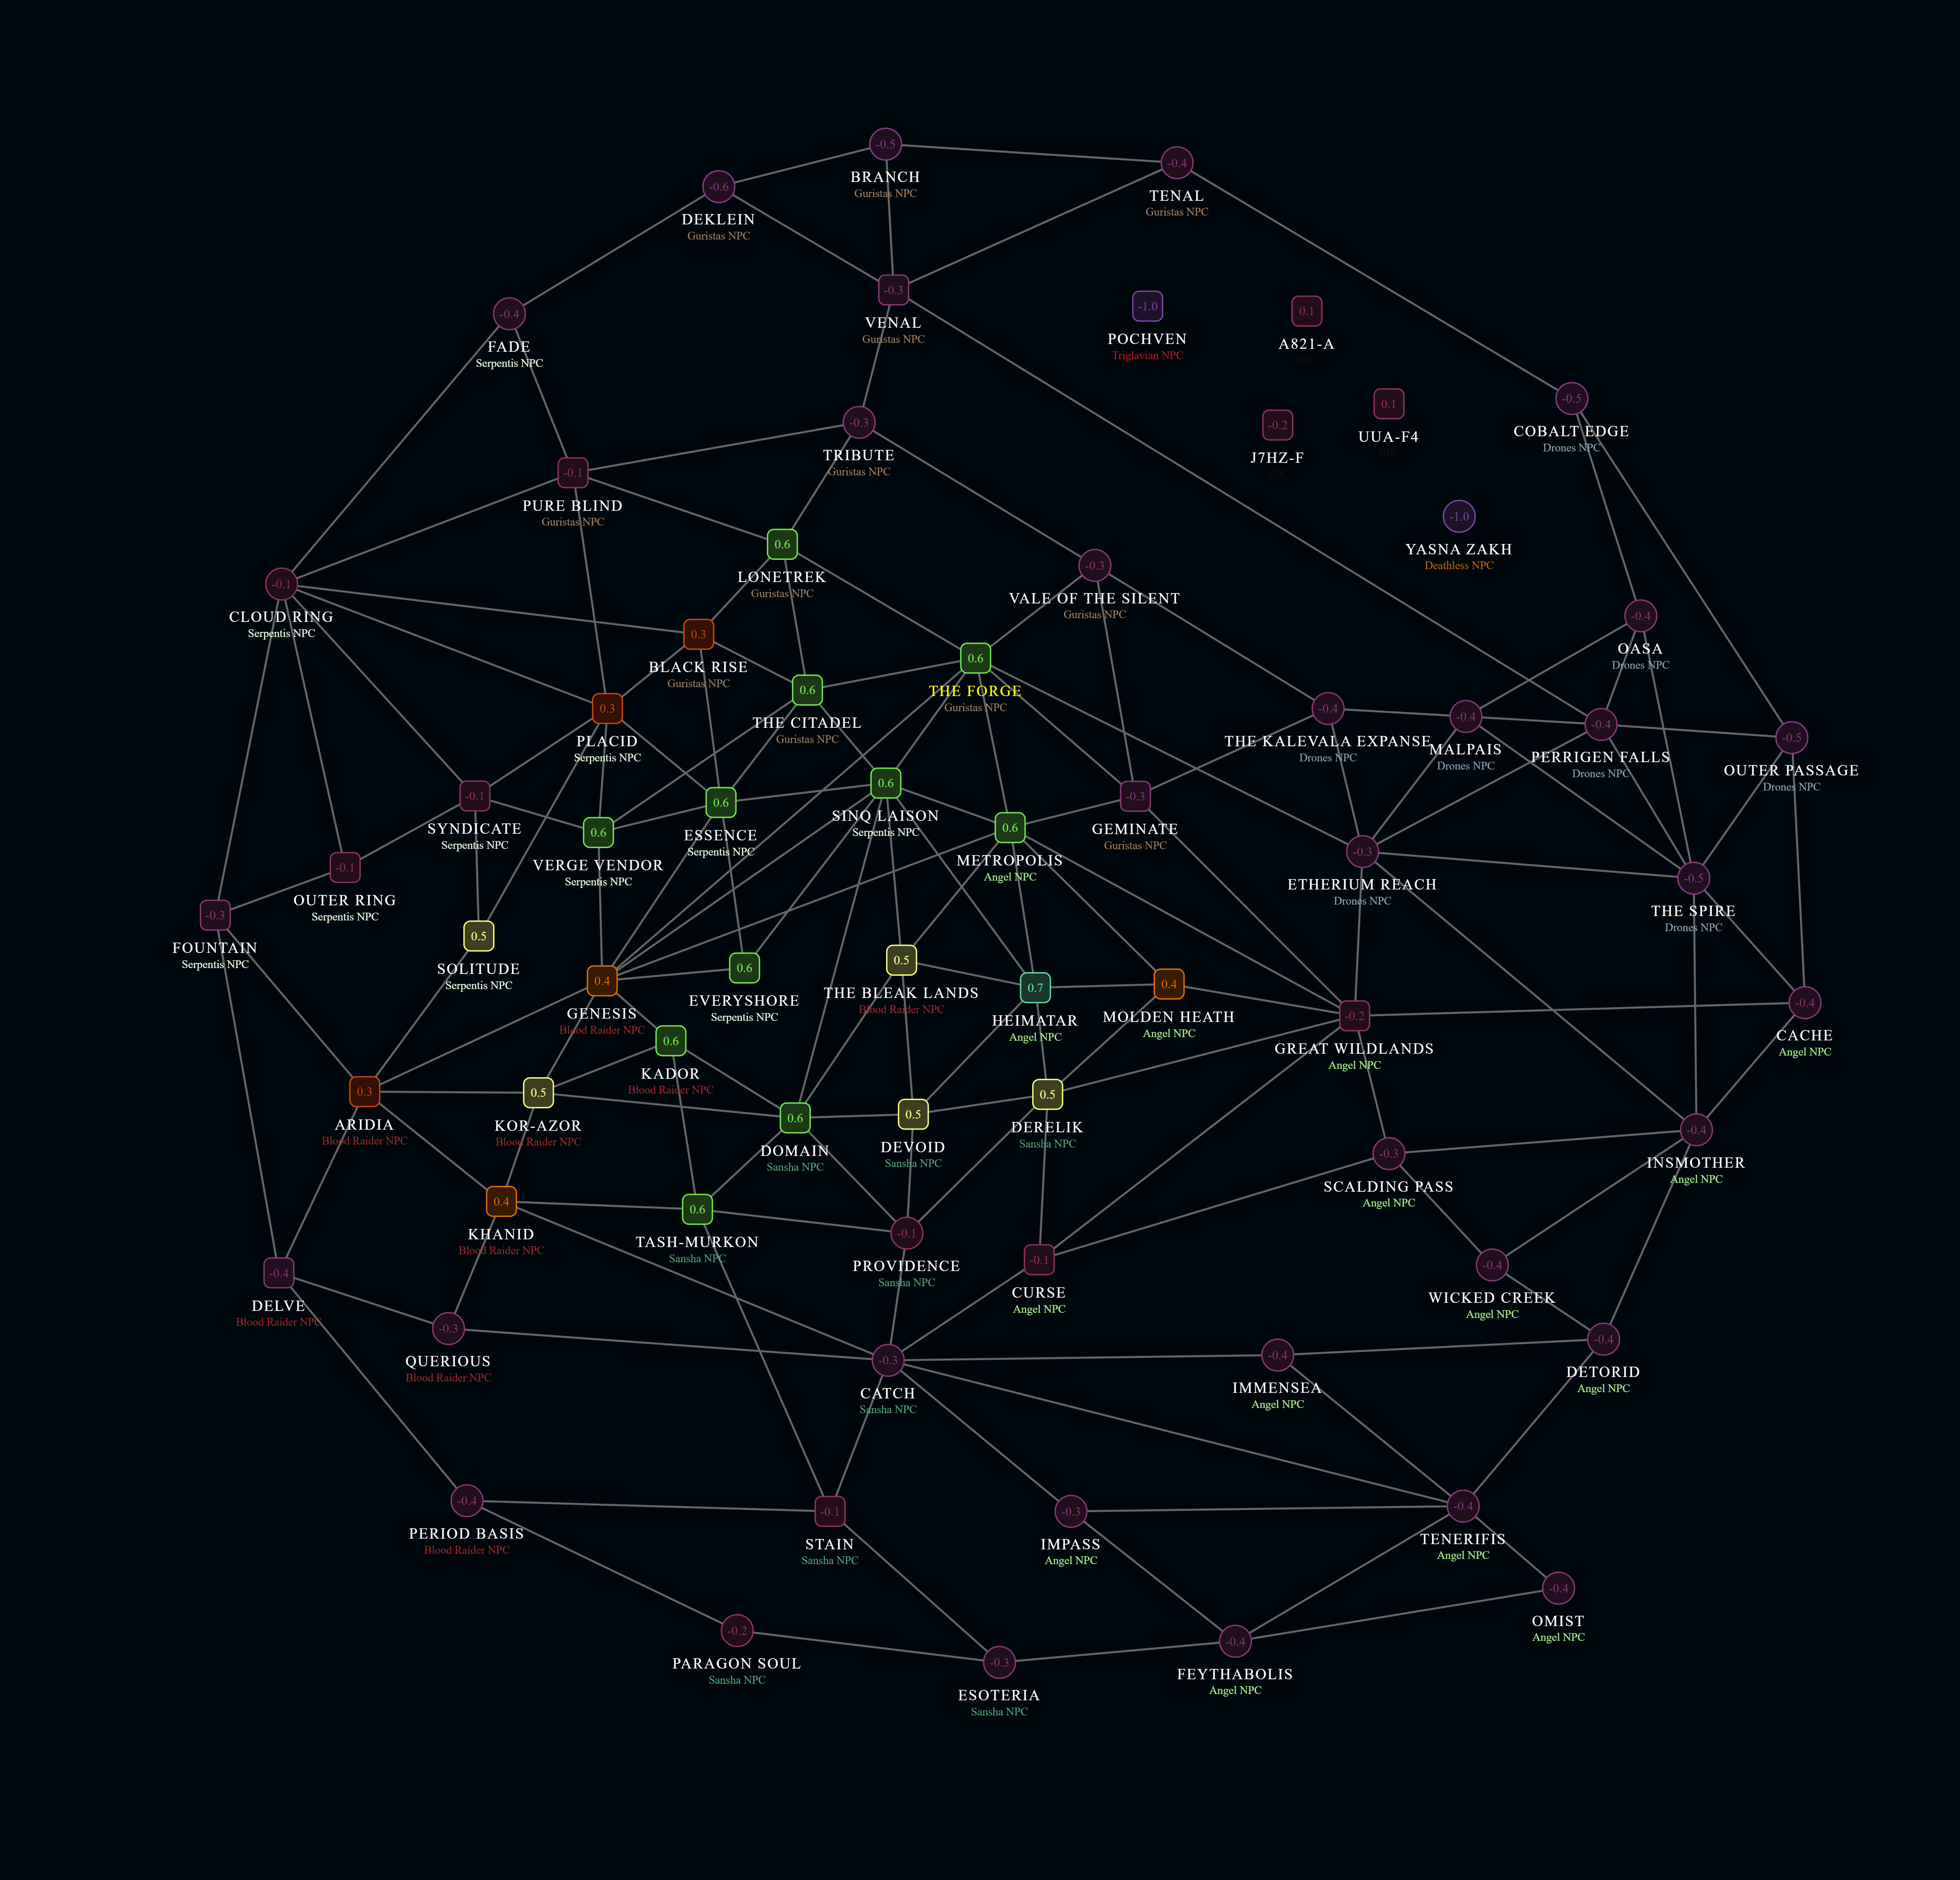 -0.5
BRANCH
Guristas NPC
-0.4
TENAL
Guristas NPC
-0.6
DEKLEIN
Guristas NPC
-0.3
VENAL
Guristas NPC
-1.0
POCHVEN
Triglavian NPC
0.1
A821-A
NPC
-0.4
FADE
Serpentis NPC
-0.5
COBALT EDGE
Drones NPC
0.1
UUA-F4
NPC
-0.2
J7HZ-F
NPC
-0.3
TRIBUTE
Guristas NPC
-0.1
PURE BLIND
Guristas NPC
-1.0
YASNA ZAKH
Deathless NPC
0.6
LONETREK
Guristas NPC
-0.3
VALE OF THE SILENT
Guristas NPC
-0.1
CLOUD RING
Serpentis NPC
-0.4
OASA
Drones NPC
0.3
BLACK RISE
Guristas NPC
0.6
THE FORGE
Guristas NPC
0.6
THE CITADEL
Guristas NPC
0.3
PLACID
Serpentis NPC
-0.4
THE KALEVALA EXPANSE
Drones NPC
-0.4
MALPAIS
Drones NPC
-0.4
PERRIGEN FALLS
Drones NPC
-0.5
OUTER PASSAGE
Drones NPC
0.6
SINQ LAISON
Serpentis NPC
-0.1
SYNDICATE
Serpentis NPC
-0.3
GEMINATE
Guristas NPC
0.6
ESSENCE
Serpentis NPC
0.6
METROPOLIS
Angel NPC
0.6
VERGE VENDOR
Serpentis NPC
-0.3
ETHERIUM REACH
Drones NPC
-0.1
OUTER RING
Serpentis NPC
-0.5
THE SPIRE
Drones NPC
-0.3
FOUNTAIN
Serpentis NPC
0.5
SOLITUDE
Serpentis NPC
0.5
THE BLEAK LANDS
Blood Raider NPC
0.6
EVERYSHORE
Serpentis NPC
0.4
GENESIS
Blood Raider NPC
0.7
HEIMATAR
Angel NPC
0.4
MOLDEN HEATH
Angel NPC
-0.4
CACHE
Angel NPC
-0.2
GREAT WILDLANDS
Angel NPC
0.6
KADOR
Blood Raider NPC
0.3
ARIDIA
Blood Raider NPC
0.5
KOR-AZOR
Blood Raider NPC
0.5
DERELIK
Sansha NPC
0.5
DEVOID
Sansha NPC
0.6
DOMAIN
Sansha NPC
-0.4
INSMOTHER
Angel NPC
-0.3
SCALDING PASS
Angel NPC
0.4
KHANID
Blood Raider NPC
0.6
TASH-MURKON
Sansha NPC
-0.1
PROVIDENCE
Sansha NPC
-0.1
CURSE
Angel NPC
-0.4
WICKED CREEK
Angel NPC
-0.4
DELVE
Blood Raider NPC
-0.3
QUERIOUS
Blood Raider NPC
-0.4
DETORID
Angel NPC
-0.4
IMMENSEA
Angel NPC
-0.3
CATCH
Sansha NPC
-0.4
PERIOD BASIS
Blood Raider NPC
-0.1
STAIN
Sansha NPC
-0.3
IMPASS
Angel NPC
-0.4
TENERIFIS
Angel NPC
-0.4
OMIST
Angel NPC
-0.2
PARAGON SOUL
Sansha NPC
-0.4
FEYTHABOLIS
Angel NPC
-0.3
ESOTERIA
Sansha NPC